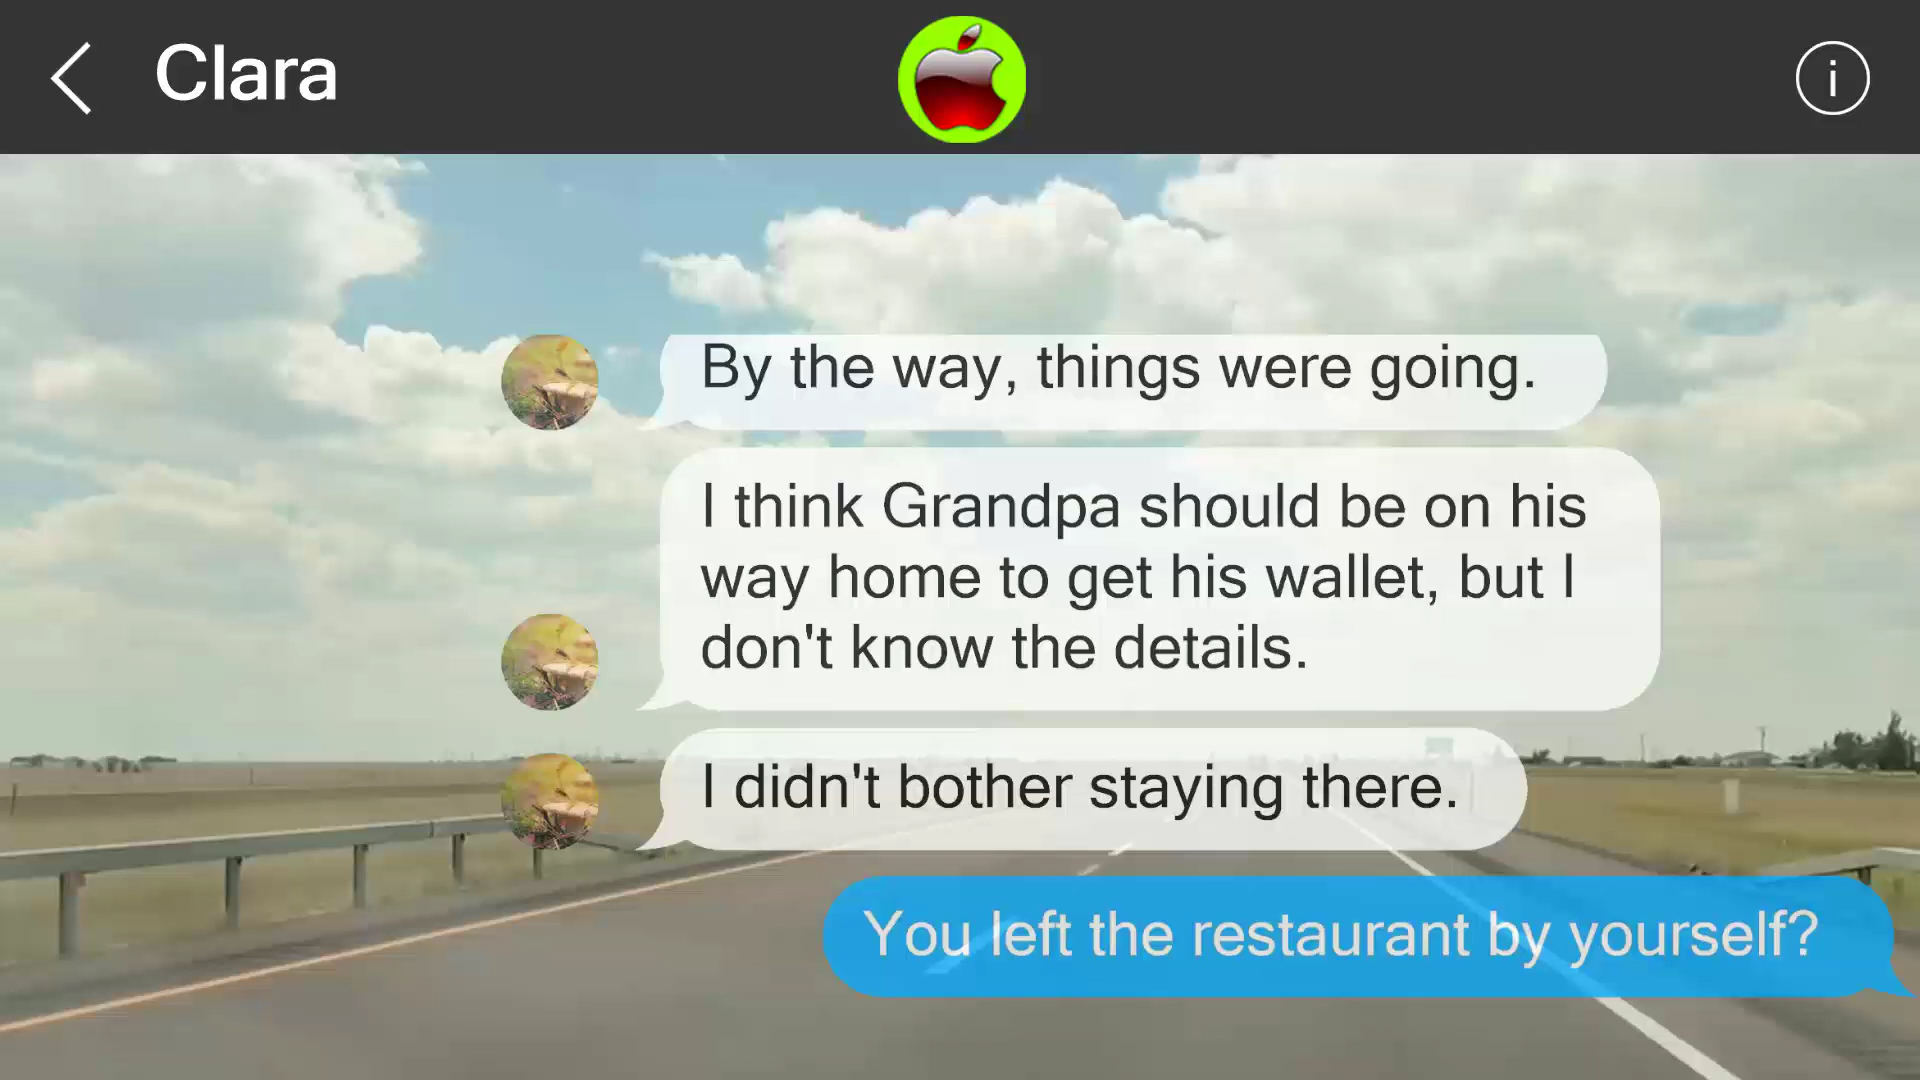 Clara
i
By the way, things were going.
I think Grandpa should be on his
way home to get his wallet, but I
don't know the details.
I didn't bother staying there.
You left the restaurant by yourself?